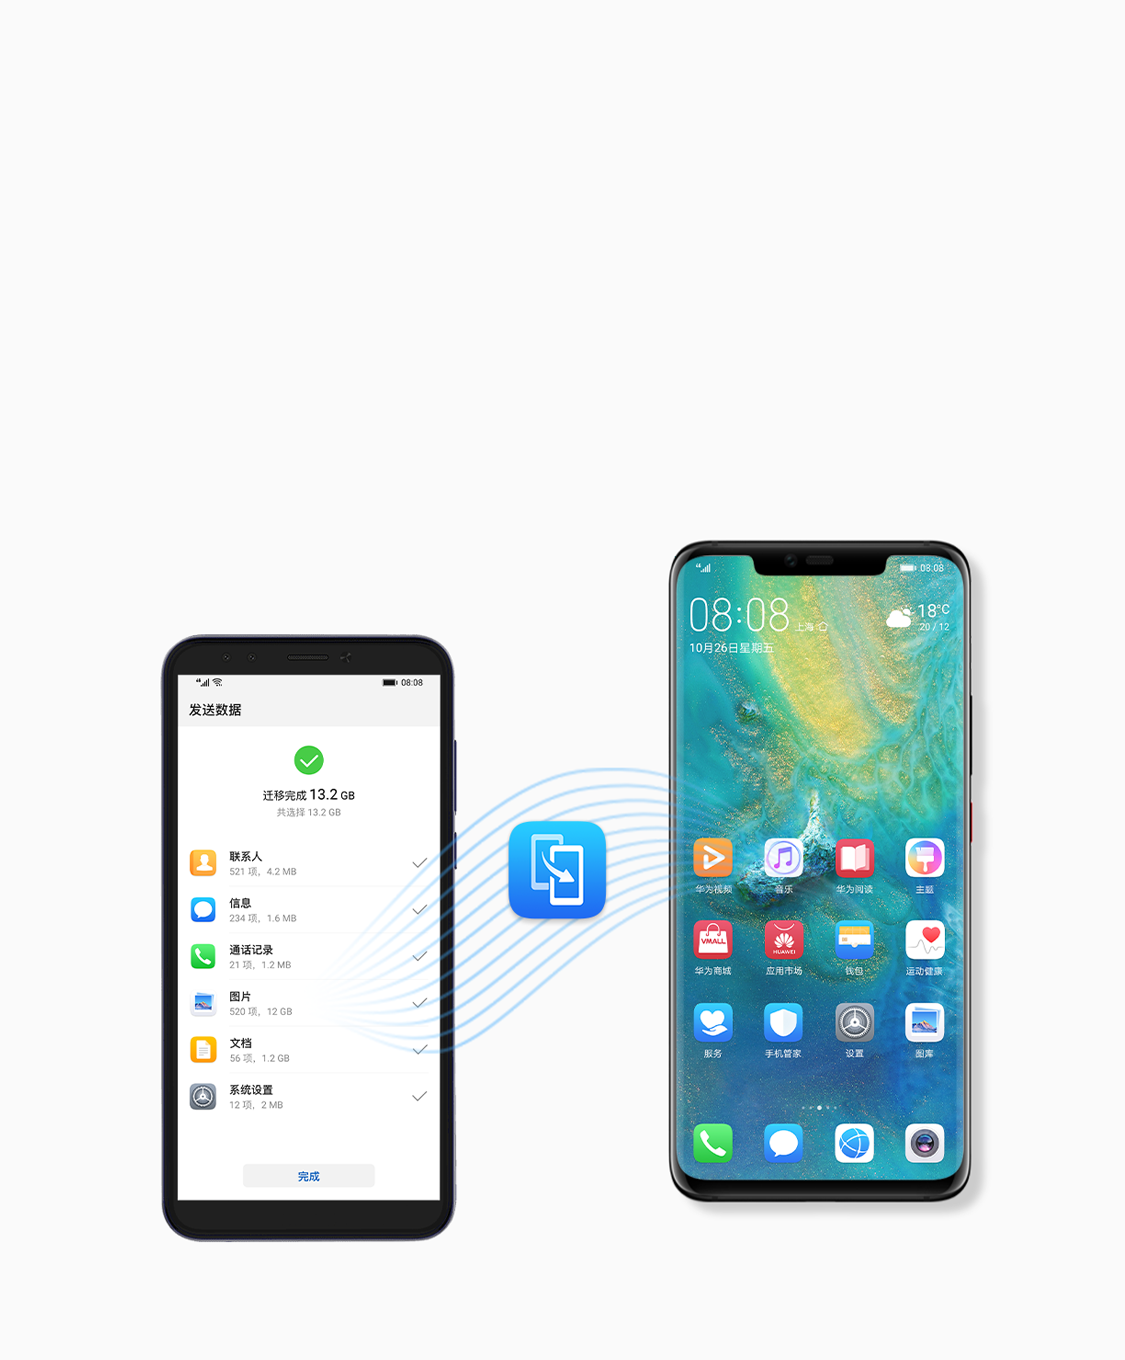 08:08
发送数据
迁移完成 13.2 GB
共选择 13.2 GB
联系人
521 项，4.2 MB
信息
234 项，1.6 MB
通话记录
21 项，1.2 MB
图片
520 项，12 GB
文档
56 项，1.2 GB
系统设置
12 项，2 MB
完成
08:08
08:08 上海
18°C
20 / 12
10月26日星期五
华为视频 音乐 华为阅读 主题
VMALL HUAWEI
华为商城 应用市场 钱包 运动健康
服务 手机管家 设置 图库